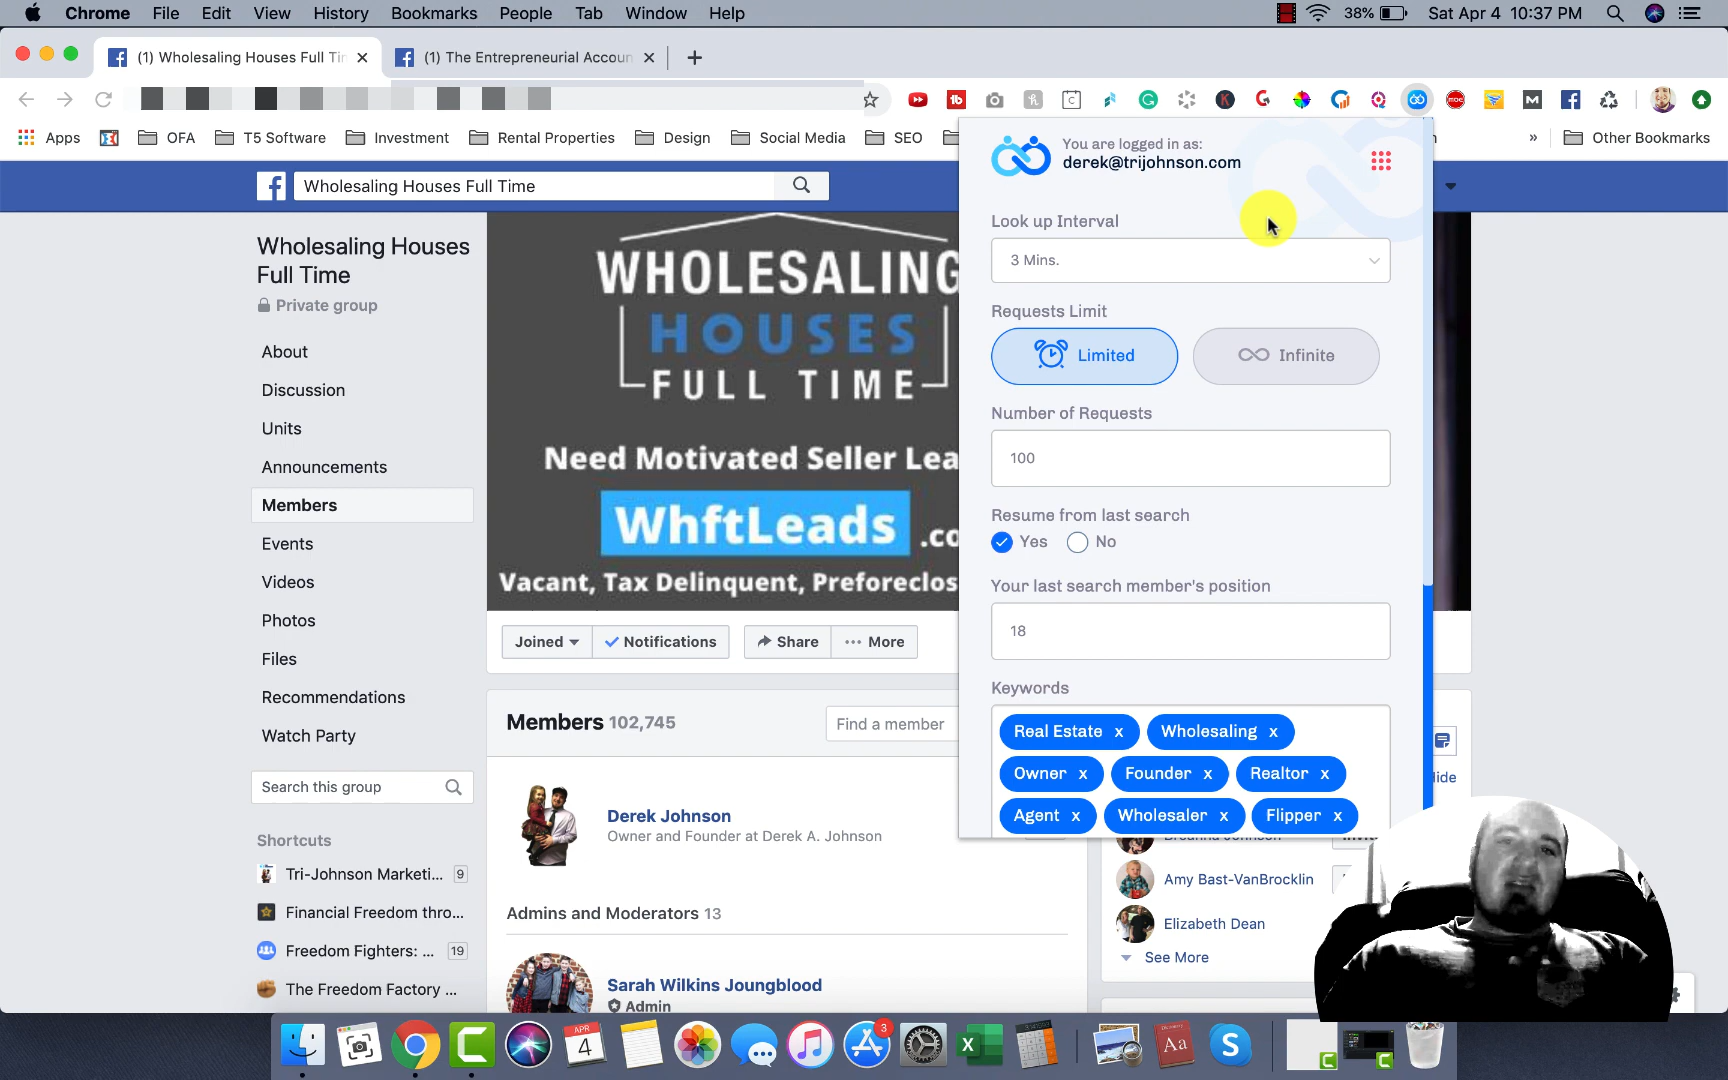 Chrome File Edit View History Bookmarks People Tab Window Help
38% Sat Apr 4 10:37 PM
(1) Wholesaling Houses Full Tir
(1) The Entrepreneurial Accoun
Apps OFA T5 Software Investment Rental Properties Design Social Media SEO » Other Bookmarks
Wholesaling Houses Full Time
Wholesaling Houses
Full Time
Private group
About
Discussion
Units
Announcements
Members
Events
Videos
Photos
Files
Recommendations
Watch Party
Search this group
Shortcuts
Tri-Johnson Marketi... 9
Financial Freedom thro...
Freedom Fighters: ... 19
The Freedom Factory ...
WHOLESALING
HOUSES
FULL TIME
Need Motivated Seller Lea
WhftLeads .co
Vacant, Tax Delinquent, Preforeclos
Joined Notifications Share More
Members 102,745
Find a member
Derek Johnson
Owner and Founder at Derek A. Johnson
Admins and Moderators 13
Sarah Wilkins Joungblood
Admin
You are logged in as:
derek@trijohnson.com
Look up Interval
3 Mins.
Requests Limit
Limited
Infinite
Number of Requests
100
Resume from last search
Yes No
Your last search member's position
18
Keywords
Real Estate x Wholesaling x
Owner x Founder x Realtor x
Agent x Wholesaler x Flipper x
Amy Bast-VanBrocklin
Elizabeth Dean
See More
APR
4
3
Aa